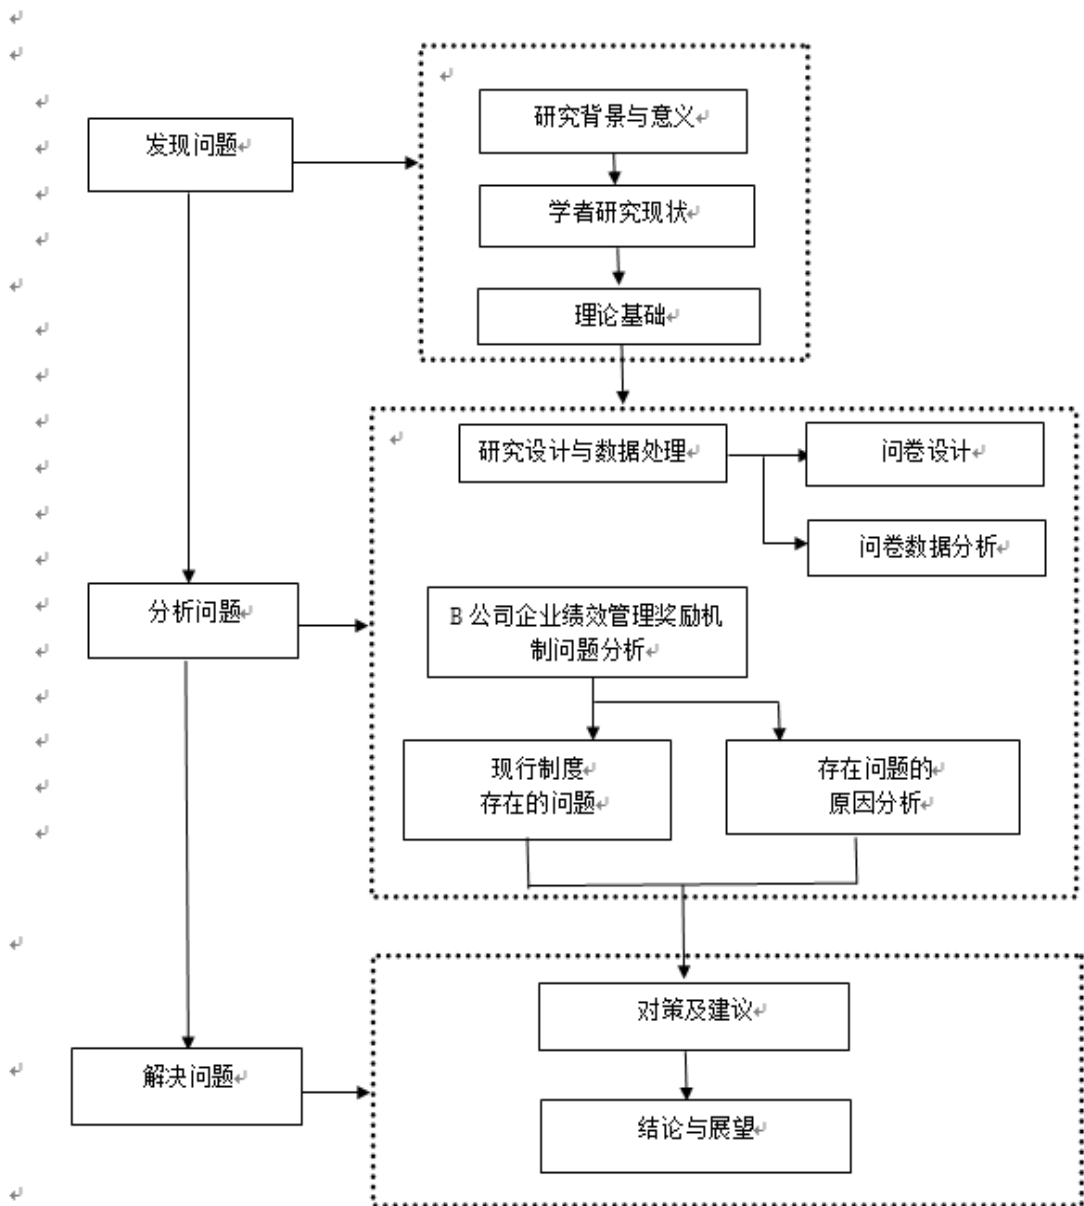 研究背景与意义
发现问题
学者研究现状
理论基础
研究设计与数据处理
问卷设计
问卷数据分析
分析问题
B 公司企业绩效管理奖励机
制问题分析
现行制度
存在的问题
存在问题的
原因分析
对策及建议
解决问题
结论与展望